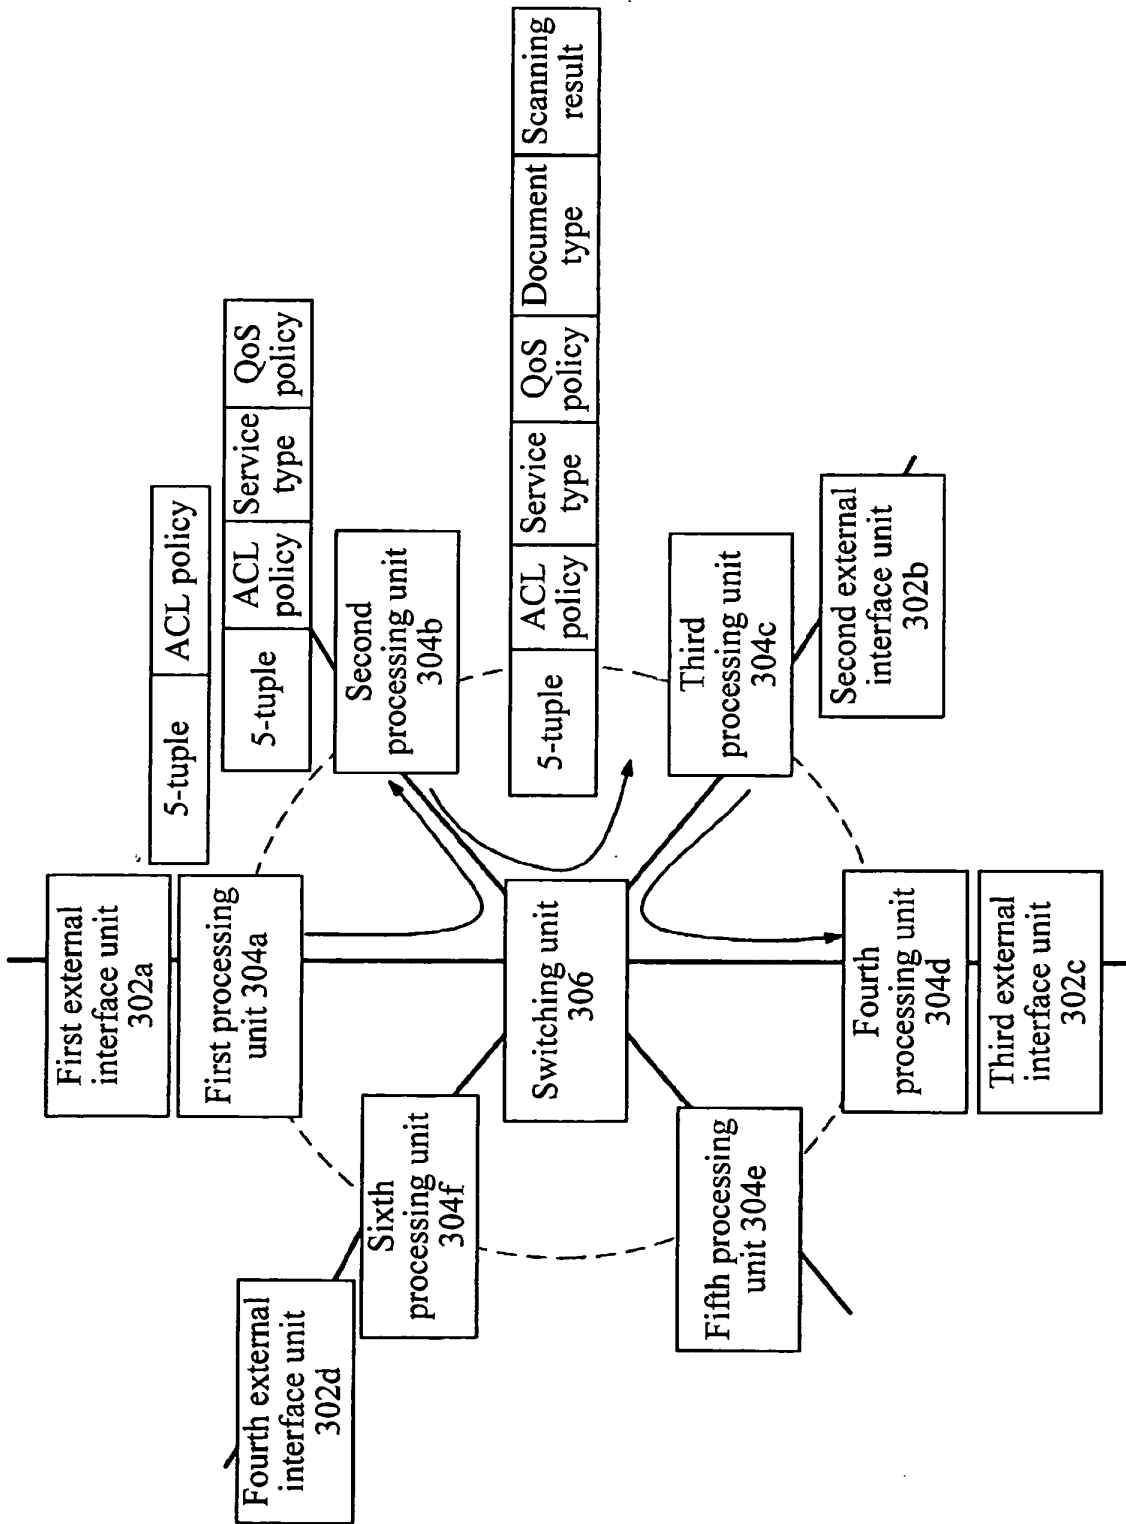 First external
interface unit
302a
First processing
unit 304a
5-tuple
ACL policy
5-tuple
ACL
policy
Service
type
QoS
policy
Second
processing unit
304b
5-tuple
ACL
policy
Service
type
QoS
policy
Document
type
Scanning
result
Third
processing unit
304c
Second external
interface unit
302b
Switching unit
306
Fourth
processing unit
304d
Third external
interface unit
302c
Fifth processing
unit 304e
Sixth
processing unit
304f
Fourth external
interface unit
302d